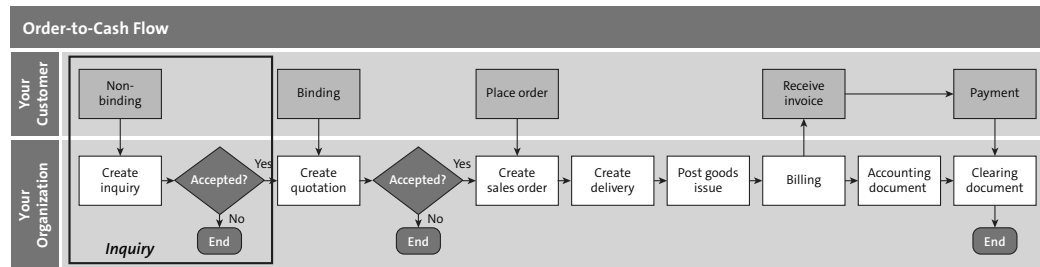 Order-to-Cash Flow
Your
Customer
Non-
binding
Binding
Place order
Receive
invoice
Payment
Your
Organization
Create
inquiry
Accepted?
Yes
No
End
Inquiry
Create
quotation
Accepted?
Yes
No
End
Create
sales order
Create
delivery
Post goods
issue
Billing
Accounting
document
Clearing
document
End